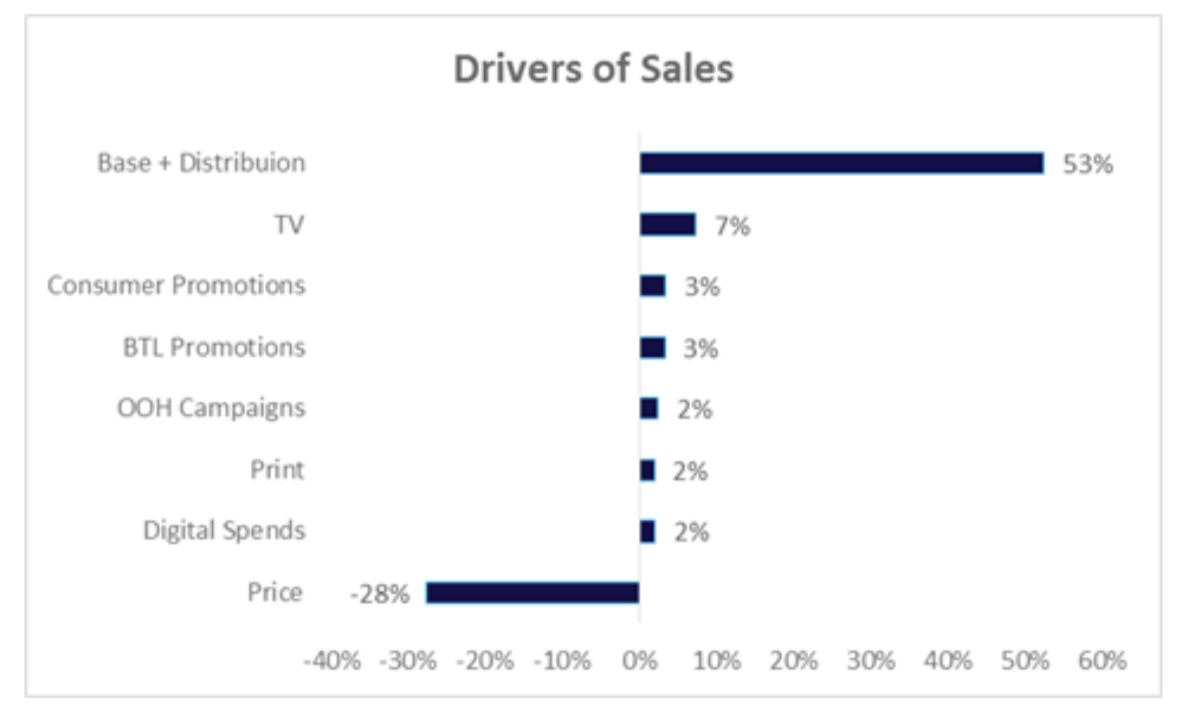 Drivers of Sales
Base + Distribuion 53%
TV 7%
Consumer Promotions 3%
BTL Promotions 3%
OOH Campaigns 2%
Print 2%
Digital Spends 2%
Price -28%
-40% -30% -20% -10% 0% 10% 20% 30% 40% 50% 60%